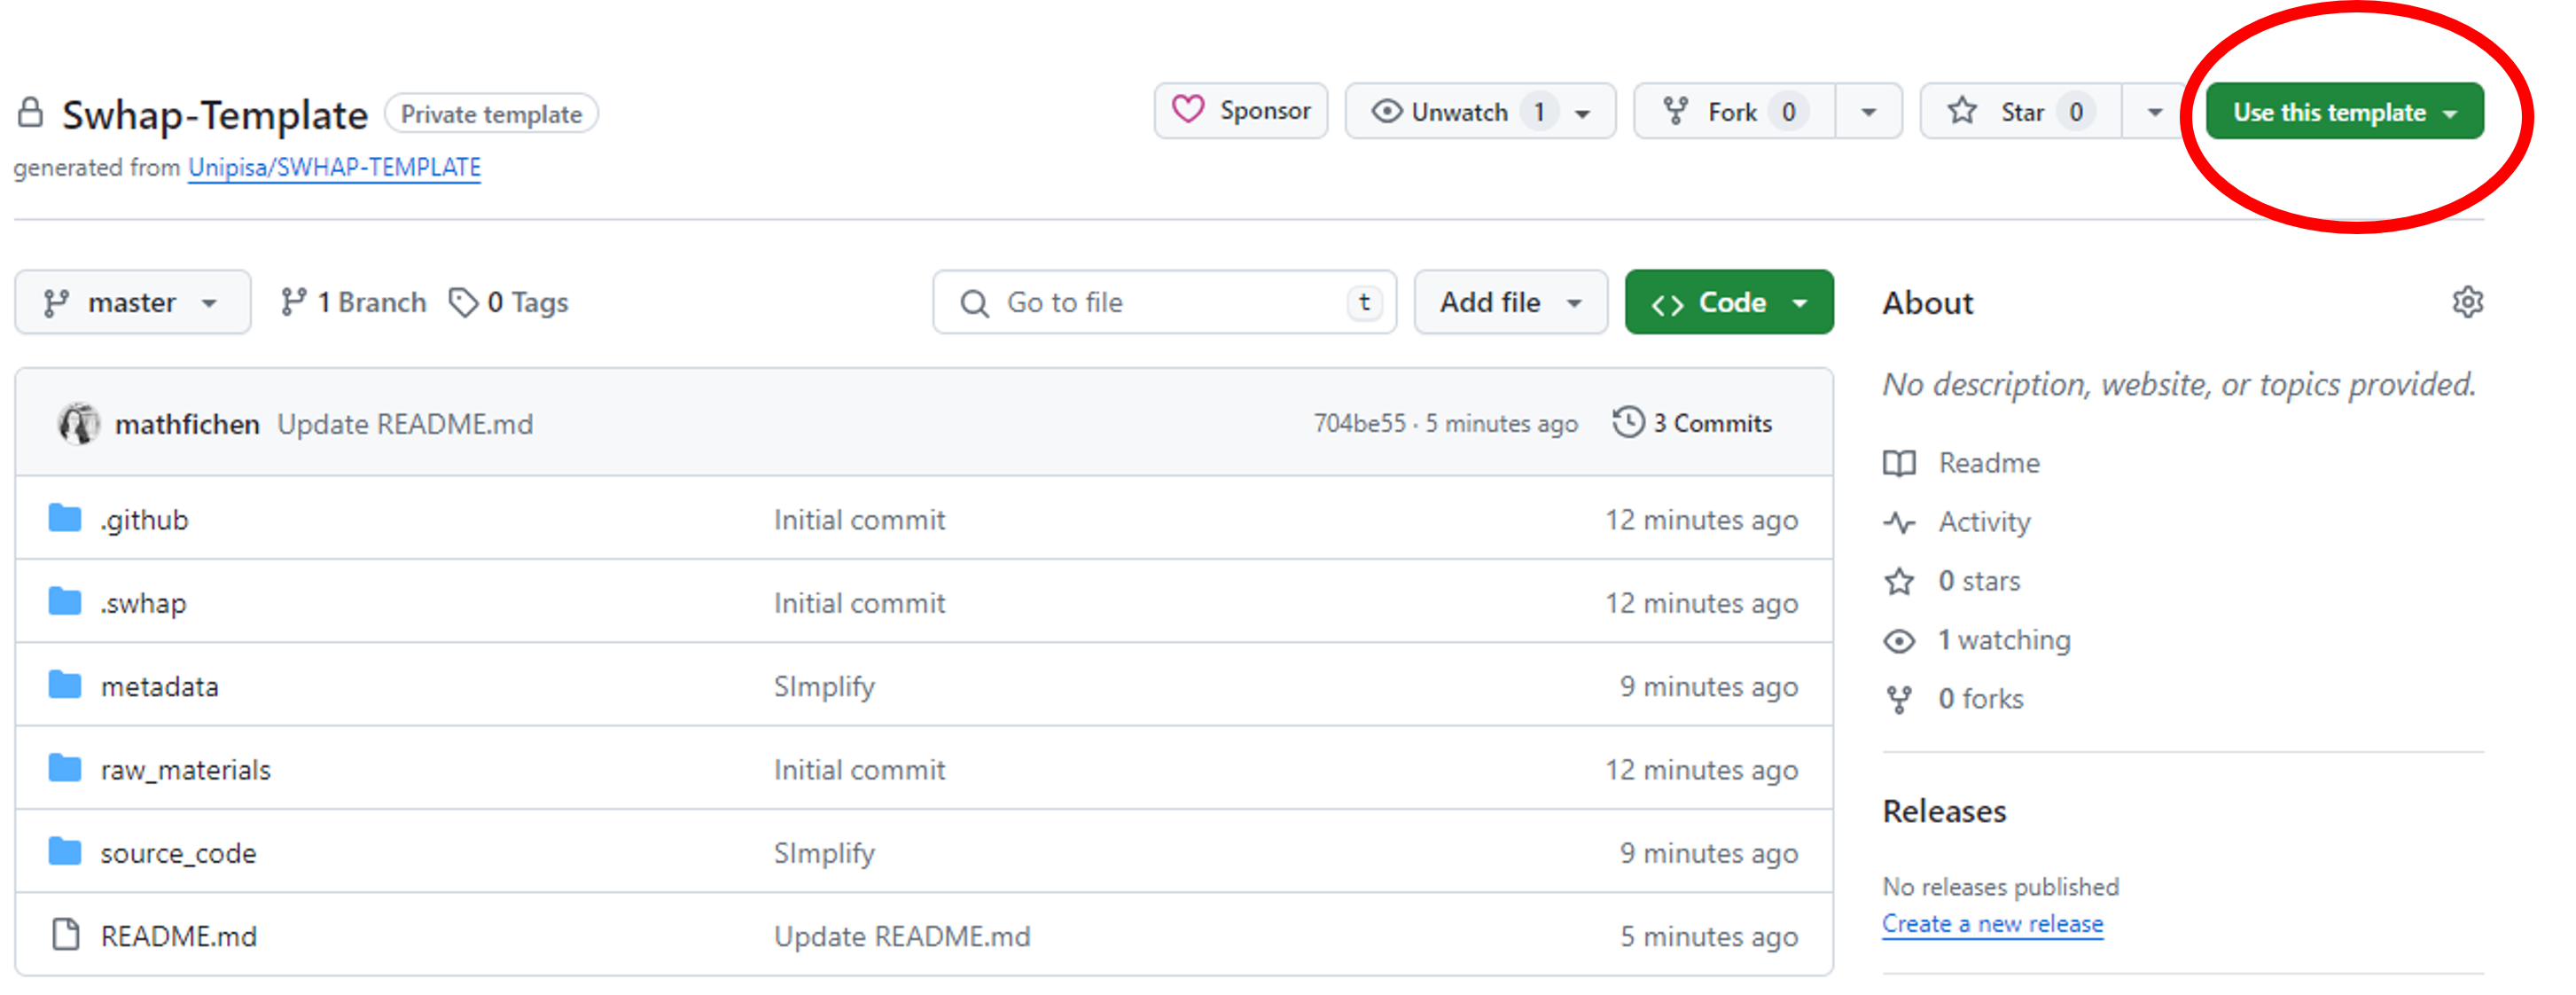 Swhap-Template Private template Sponsor Unwatch 1 Fork 0 Star 0 Use this template
generated from Unipisa/SWHAP-TEMPLATE
master 1 Branch 0 Tags Go to file t Add file Code
mathfichen Update README.md 704be55 · 5 minutes ago 3 Commits
.github Initial commit 12 minutes ago
.swhap Initial commit 12 minutes ago
metadata SImplify 9 minutes ago
raw_materials Initial commit 12 minutes ago
source_code SImplify 9 minutes ago
README.md Update README.md 5 minutes ago
About
No description, website, or topics provided.
Readme
Activity
0 stars
1 watching
0 forks
Releases
No releases published
Create a new release